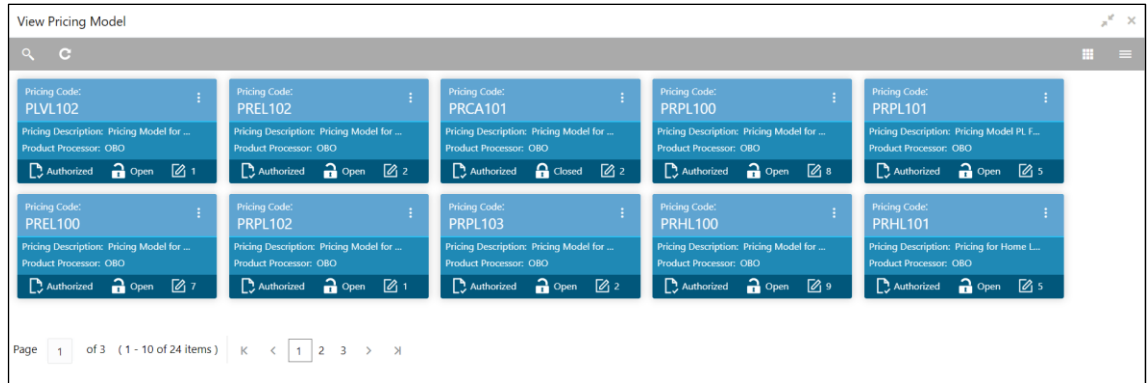 View Pricing Model
Pricing Code: Pricing Code: Pricing Code: Pricing Code: Pricing Code:
PLVL102 PREL102 PRCA101 PRPL100 PRPL101
Pricing Description: Pricing Model for ... Pricing Description: Pricing Model for ... Pricing Description: Pricing Model for ... Pricing Description: Pricing Model for ... Pricing Description: Pricing Model PL F...
Product Processor: OBO Product Processor: OBO Product Processor: OBO Product Processor: OBO Product Processor: OBO
Authorized Open 1 Authorized Open 2 Authorized Closed 2 Authorized Open 8 Authorized Open 5
Pricing Code: Pricing Code: Pricing Code: Pricing Code: Pricing Code:
PREL100 PRPL102 PRPL103 PRHL100 PRHL101
Pricing Description: Pricing Model for ... Pricing Description: Pricing Model for ... Pricing Description: Pricing Model for ... Pricing Description: Pricing Model for ... Pricing Description: Pricing for Home L...
Product Processor: OBO Product Processor: OBO Product Processor: OBO Product Processor: OBO Product Processor: OBO
Authorized Open 7 Authorized Open 1 Authorized Open 2 Authorized Open 9 Authorized Open 5
Page 1 of 3 ( 1 - 10 of 24 items ) 1 2 3